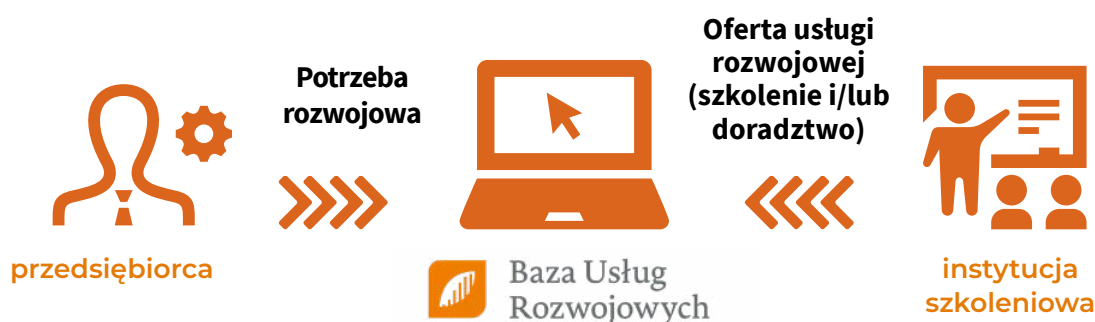 Potrzeba
rozwojowa
Oferta usługi
rozwojowej
(szkolenie i/lub
doradztwo)
przedsiębiorca
Baza Usług
Rozwojowych
instytucja
szkoleniowa